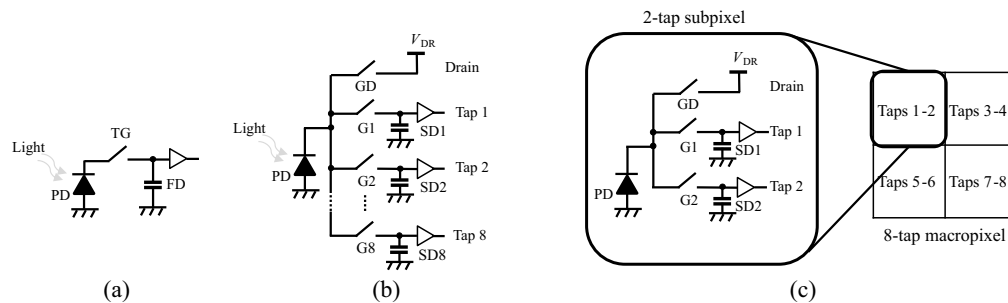 Light
TG
PD
FD
(a)
V_DR
Drain
GD
G1
Tap 1
SD1
Light
PD
G2
Tap 2
SD2
G8
Tap 8
SD8
(b)
2-tap subpixel
V_DR
Drain
GD
G1
Tap 1
SD1
PD
G2
Tap 2
SD2
Taps 1-2
Taps 3-4
Taps 5-6
Taps 7-8
8-tap macropixel
(c)